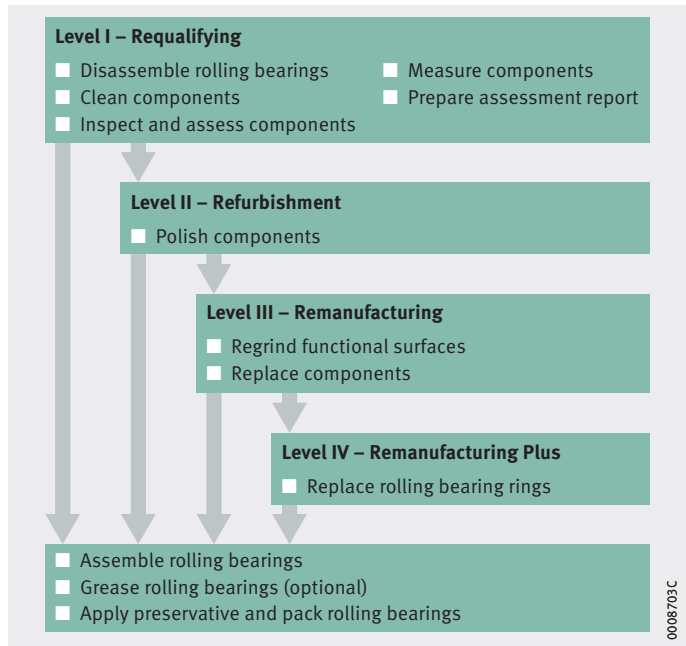 Level I – Requalifying
Disassemble rolling bearings
Clean components
Inspect and assess components
Measure components
Prepare assessment report
Level II – Refurbishment
Polish components
Level III – Remanufacturing
Regrind functional surfaces
Replace components
Level IV – Remanufacturing Plus
Replace rolling bearing rings
Assemble rolling bearings
Grease rolling bearings (optional)
Apply preservative and pack rolling bearings
0008703C